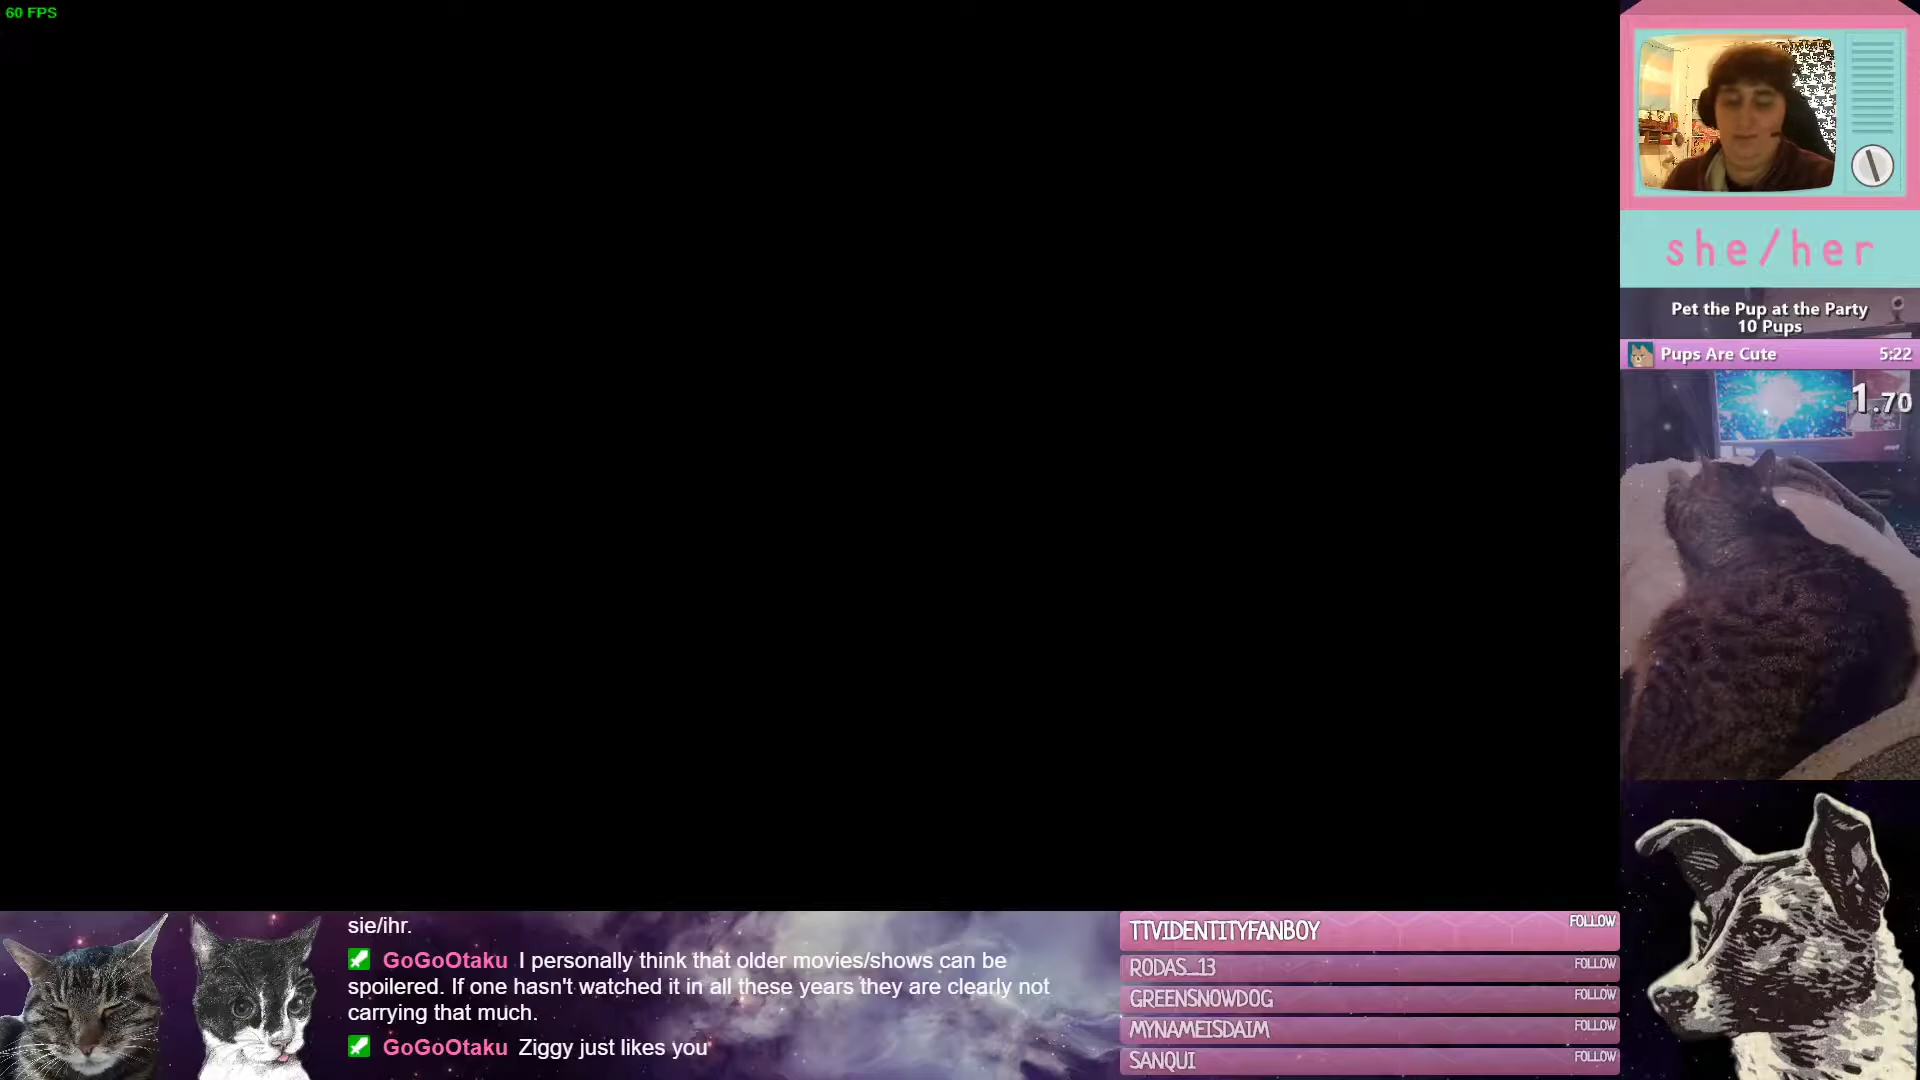 60 FPS
she/her
Pet the Pup at the Party
10 Pups
Pups Are Cute 5:22
1.70
sie/ihr.
GoGoOtaku I personally think that older movies/shows can be
spoilered. If one hasn't watched it in all these years they are clearly not
carrying that much.
GoGoOtaku Ziggy just likes you
TTVIDENTITYFANBOY FOLLOW
RODAS_13 FOLLOW
GREENSNOWDOG FOLLOW
MYNAMEISDAIM FOLLOW
SANQUI FOLLOW